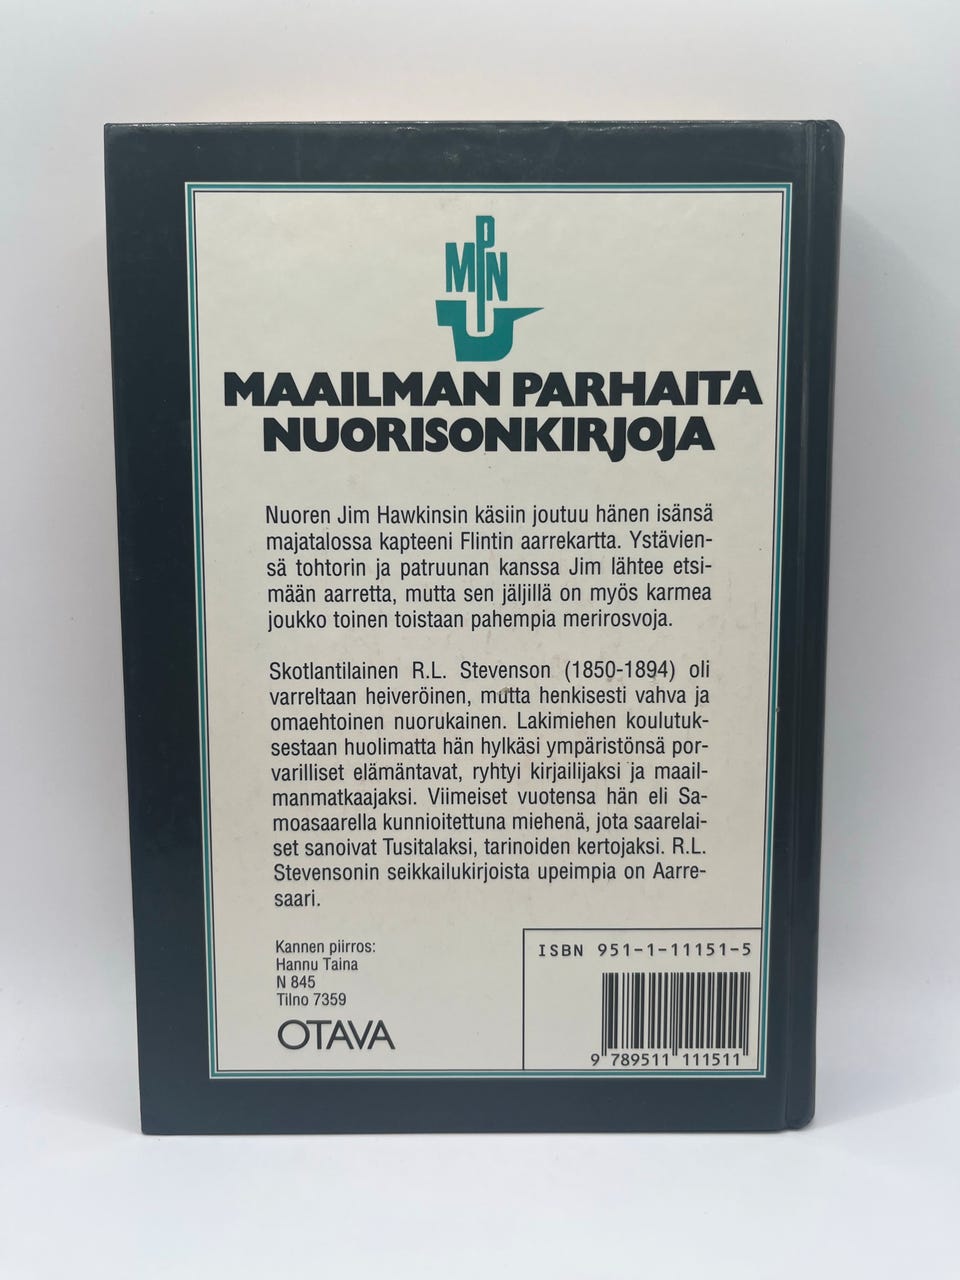 MPN
MAAILMAN PARHAITA
NUORISONKIRJOJA
Nuoren Jim Hawkinsin käsiin joutuu hänen isänsä
majatalossa kapteeni Flintin aarrekartta. Ystävien-
sä tohtorin ja patruunan kanssa Jim lähtee etsi-
mään aarretta, mutta sen jäljillä on myös karmea
joukko toinen toistaan pahempia merirosvoja.
Skotlantilainen R.L. Stevenson (1850-1894) oli
varreltaan heiveröinen, mutta henkisesti vahva ja
omaehtoinen nuorukainen. Lakimiehen koulutuk-
sestaan huolimatta hän hylkäsi ympäristönsä por-
varilliset elämäntavat, ryhtyi kirjailijaksi ja maail-
manmatkaajaksi. Viimeiset vuotensa hän eli Sa-
moasaarella kunnioitettuna miehenä, jota saarelai-
set sanoivat Tusitalaksi, tarinoiden kertojaksi. R.L.
Stevensonin seikkailukirjoista upeimpia on Aarre-
saari.
Kannen piirros:
Hannu Taina
N 845
Tilno 7359
OTAVA
ISBN 951-1-11151-5
9 789511 111511